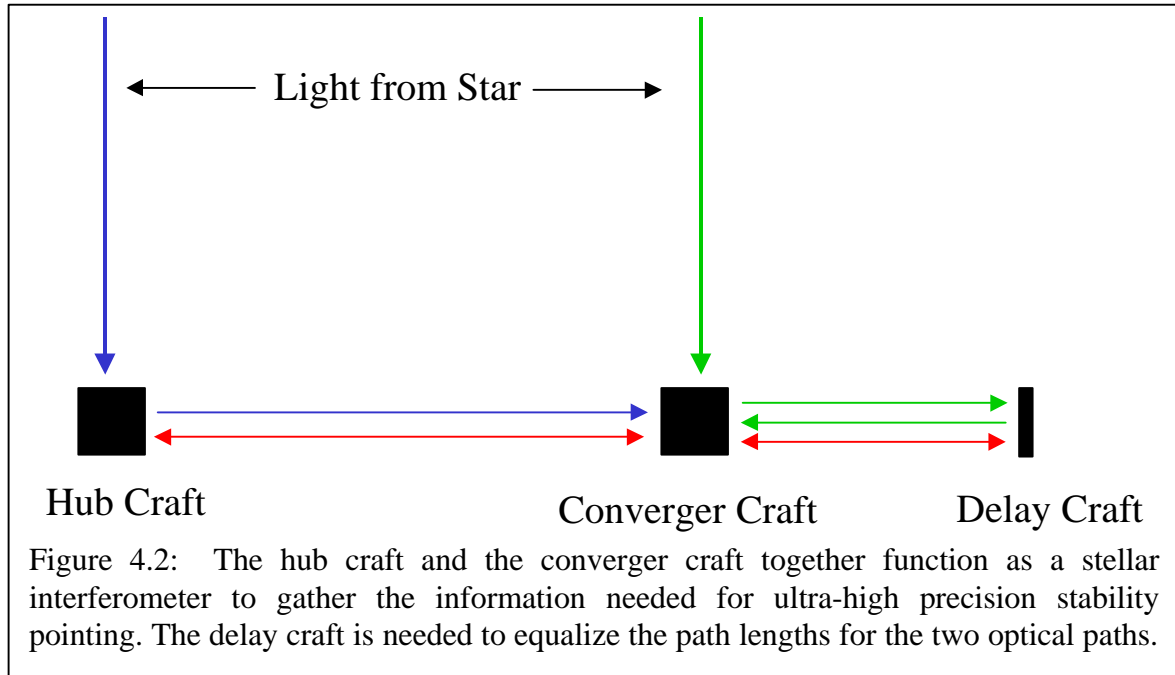 Light from Star
Hub Craft
Converger Craft
Delay Craft
Figure 4.2: The hub craft and the converger craft together function as a stellar
interferometer to gather the information needed for ultra-high precision stability
pointing. The delay craft is needed to equalize the path lengths for the two optical paths.